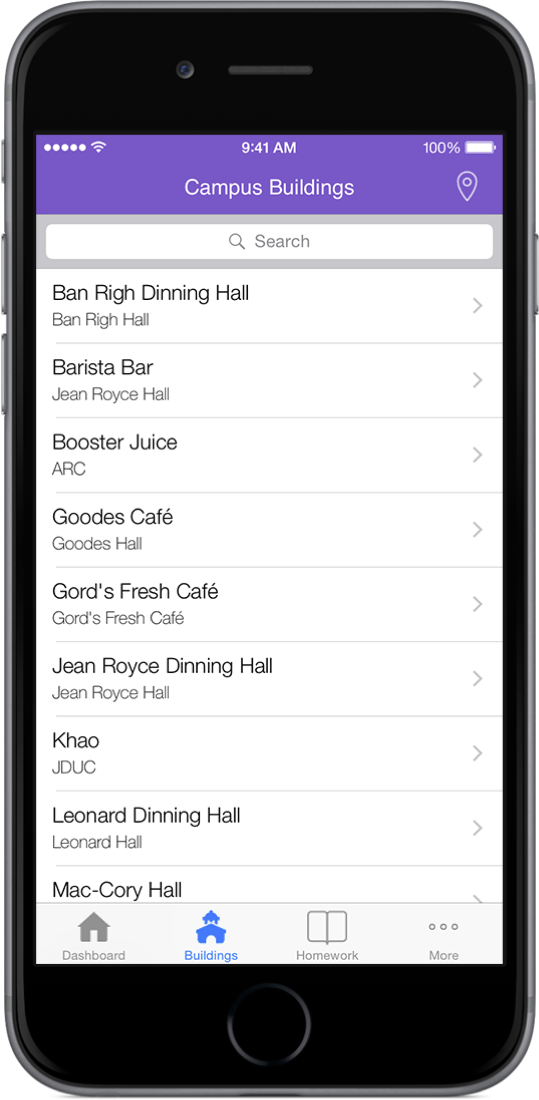 9:41 AM 100%
Campus Buildings
Search
Ban Righ Dinning Hall
Ban Righ Hall
Barista Bar
Jean Royce Hall
Booster Juice
ARC
Goodes Café
Goodes Hall
Gord's Fresh Café
Gord's Fresh Café
Jean Royce Dinning Hall
Jean Royce Hall
Khao
JDUC
Leonard Dinning Hall
Leonard Hall
Mac-Cory Hall
Dashboard Buildings Homework More